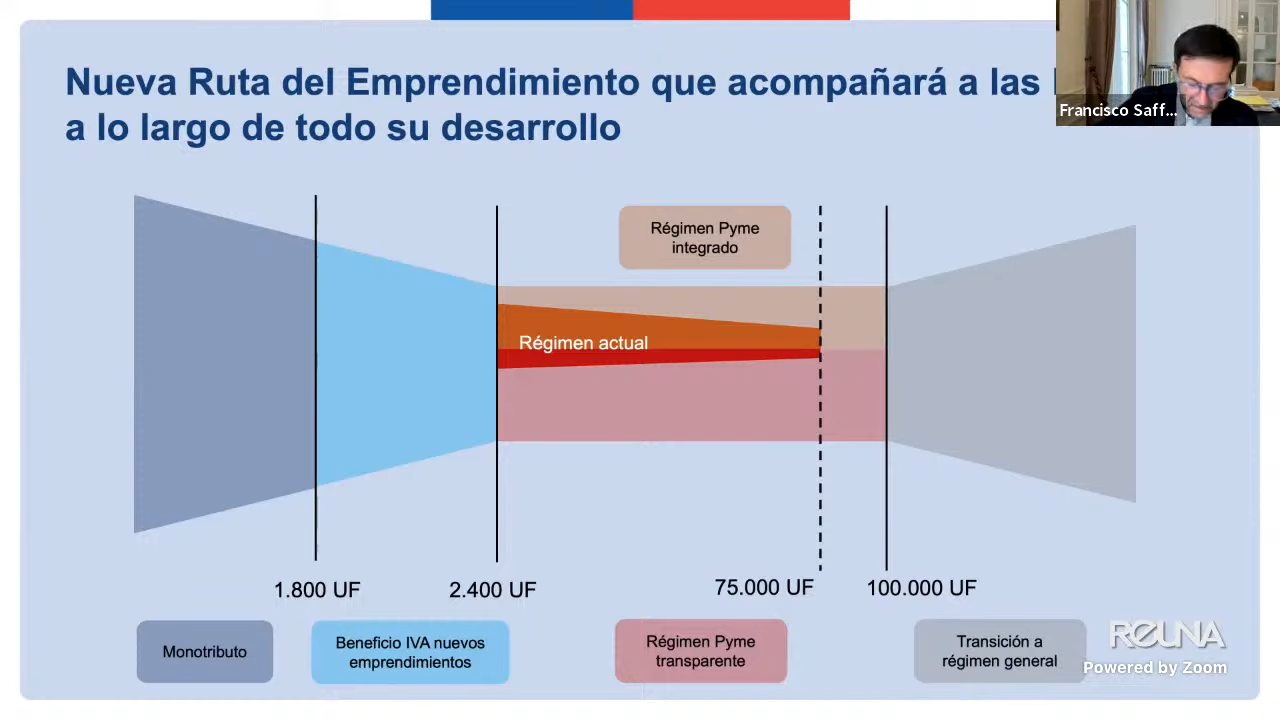 Nueva Ruta del Emprendimiento que acompañará a las
a lo largo de todo su desarrollo
Francisco Saff...
Régimen Pyme
integrado
Régimen actual
1.800 UF
2.400 UF
75.000 UF
100.000 UF
Monotributo
Beneficio IVA nuevos
emprendimientos
Régimen Pyme
transparente
Transición a
régimen general
REUNA
Powered by Zoom